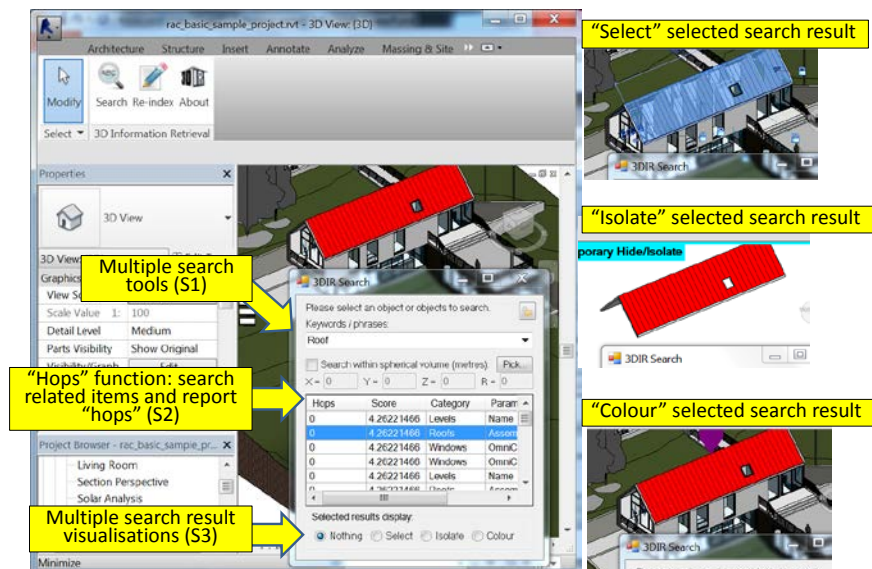 rac_basic_sample_project.rvt - 3D View: {3D}
Architecture Structure Insert Annotate Analyze Massing & Site
Modify
Search Re-index About
Select 3D Information Retrieval
Properties
3D View
3D View:
Graphics
Scale Value 1: 100
Detail Level Medium
Parts Visibility Show Original
Edit
Project Browser - rac_basic_sample_pr...
Living Room
Section Perspective
Solar Analysis
Minimize
Multiple search
tools (S1)
"Hops" function: search
related items and report
"hops" (S2)
Multiple search result
visualisations (S3)
3DIR Search
Please select an object or objects to search.
Keywords / phrases:
Roof
Search within spherical volume (metres): Pick...
X = 0 Y = 0 Z = 0 R = 0
Hops Score Category Param
0 4.26221466 Levels Name
0 4.26221466 Roofs Assem
0 4.26221466 Windows OmniC
0 4.26221466 Windows OmniC
0 4.26221466 Levels Name
0 4.26221466 Roofs Assem
Selected results display:
Nothing Select Isolate Colour
“Select” selected search result
3DIR Search
“Isolate” selected search result
porary Hide/Isolate
3DIR Search
“Colour” selected search result
3DIR Search